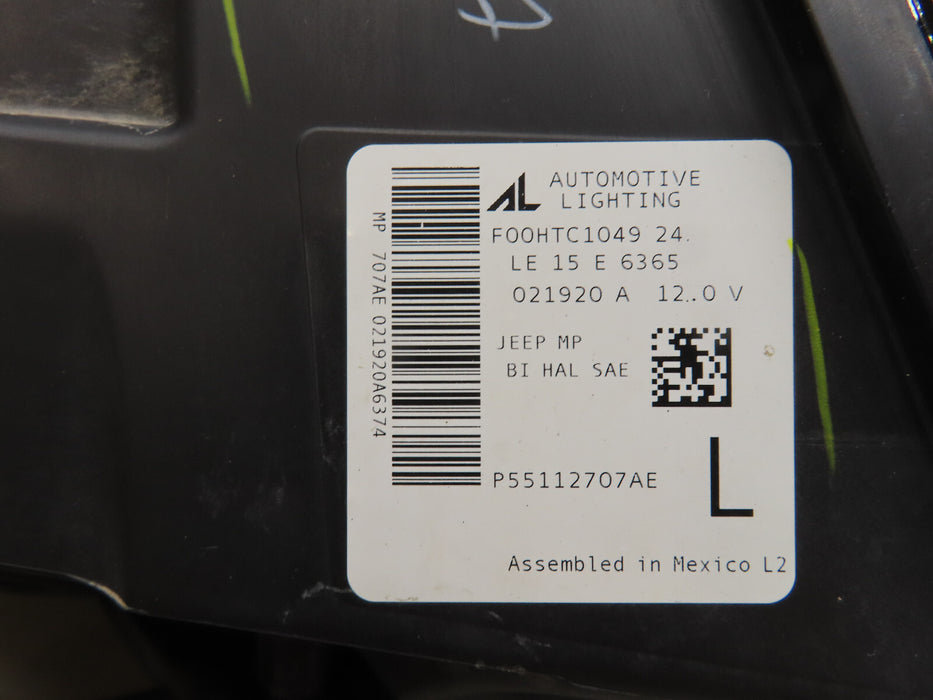 AL AUTOMOTIVE
LIGHTING
F00HTC1049 24.
LE 15 E 6365
021920 A 12..0 V
JEEP MP
BI HAL SAE
P55112707AE
L
Assembled in Mexico L2
MP 707AE 021920A6374